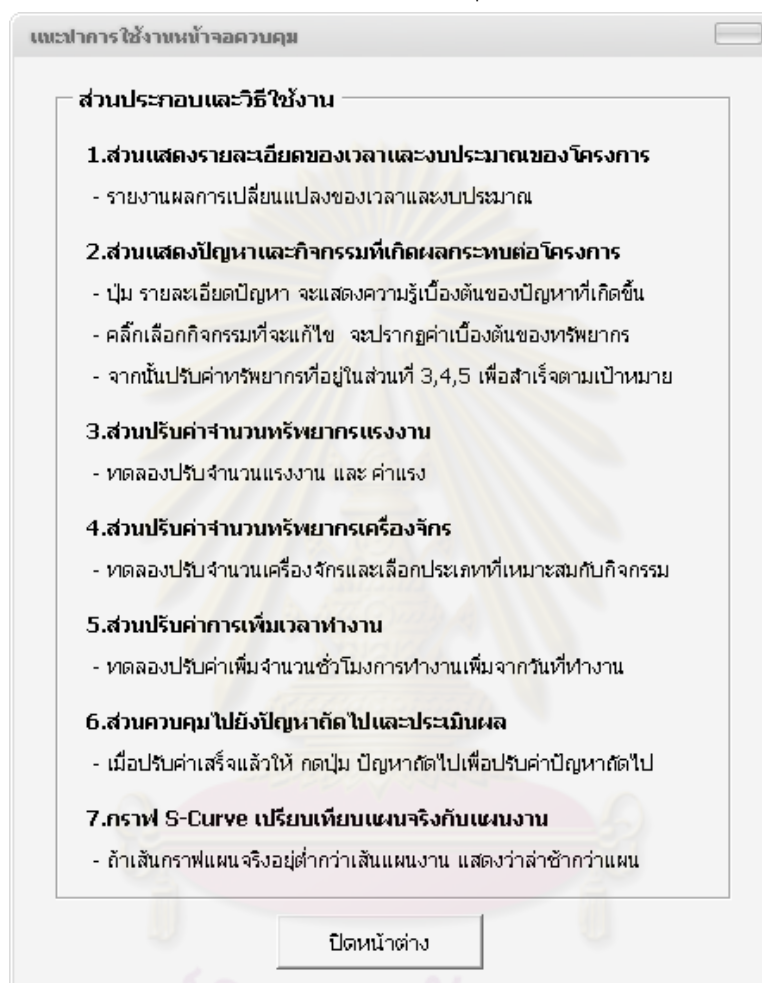 แนะนำการใช้งานหน้าจอควบคุม
ส่วนประกอบและวิธีใช้งาน
1.ส่วนแสดงรายละเอียดของเวลาและงบประมาณของโครงการ
- รายงานผลการเปลี่ยนแปลงของเวลาและงบประมาณ
2.ส่วนแสดงปัญหาและกิจกรรมที่เกิดผลกระทบต่อโครงการ
- ปุ่ม รายละเอียดปัญหา จะแสดงความรู้เบื้องต้นของปัญหาที่เกิดขึ้น
- คลิ๊กเลือกกิจกรรมที่จะแก้ไข จะปรากฏค่าเบื้องต้นของทรัพยากร
- จากนั้นปรับค่าทรัพยากรที่อยู่ในส่วนที่ 3,4,5 เพื่อสำเร็จตามเป้าหมาย
3.ส่วนปรับค่าจำนวนทรัพยากรแรงงาน
- ทดลองปรับจำนวนแรงงาน และ ค่าแรง
4.ส่วนปรับค่าจำนวนทรัพยากรเครื่องจักร
- ทดลองปรับจำนวนเครื่องจักรและเลือกประเภทที่เหมาะสมกับกิจกรรม
5.ส่วนปรับค่าการเพิ่มเวลาทำงาน
- ทดลองปรับค่าเพิ่มจำนวนชั่วโมงการทำงานเพิ่มจากวันที่ทำงาน
6.ส่วนควบคุมไปยังปัญหาถัดไปและประเมินผล
- เมื่อปรับค่าเสร็จแล้วให้ กดปุ่ม ปัญหาถัดไปเพื่อปรับค่าปัญหาถัดไป
7.กราฟ S-Curve เปรียบเทียบแผนจริงกับแผนงาน
- ถ้าเส้นกราฟแผนจริงอยู่ต่ำกว่าเส้นแผนงาน แสดงว่าล่าช้ากว่าแผน
ปิดหน้าต่าง